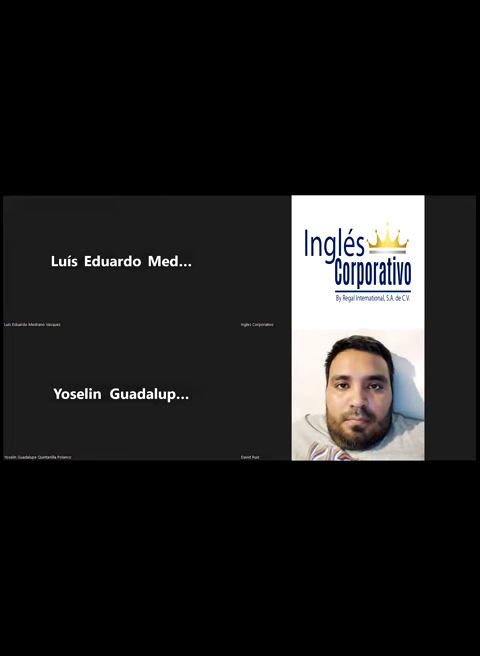 Luís Eduardo Med...
Luis Eduardo Medrano Vasquez
Inglés
Corporativo
By Regal International, S.A. de C.V.
Ingles Corporativo
Yoselin Guadalup...
Yoselin Guadalupe Quintanilla Polanco
David Ruiz